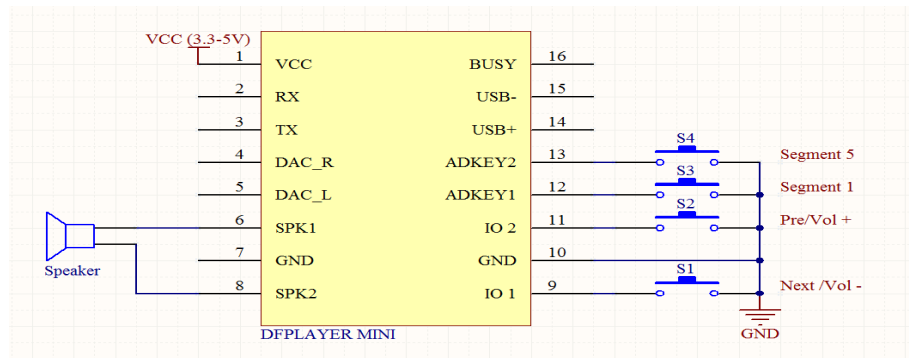 VCC (3.3-5V)
1 VCC BUSY 16
2 RX USB- 15
3 TX USB+ 14
4 DAC_R ADKEY2 13 S4 Segment 5
5 DAC_L ADKEY1 12 S3 Segment 1
6 SPK1 IO 2 11 S2 Pre/Vol +
7 GND GND 10
8 SPK2 IO 1 9 S1 Next /Vol -
Speaker
DFPLAYER MINI
GND